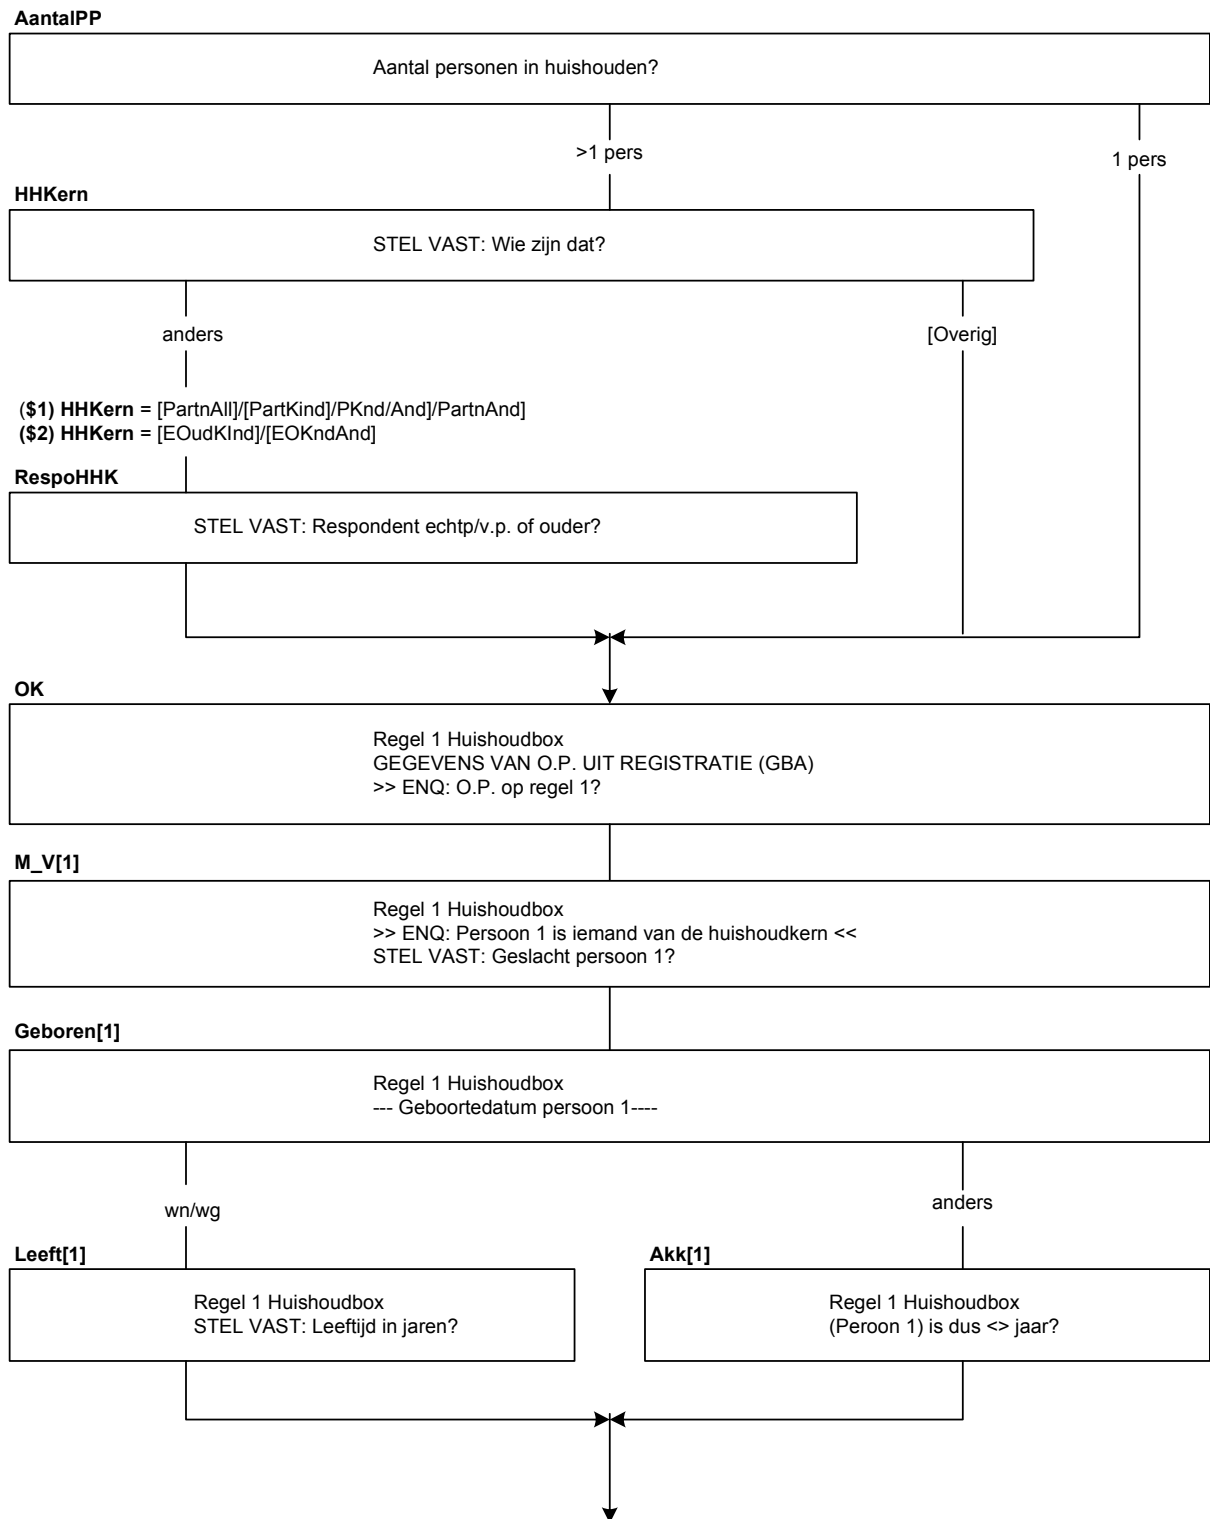 AantalPP
Aantal personen in huishouden?
>1 pers
1 pers
HHKern
STEL VAST: Wie zijn dat?
anders
[Overig]
($1) HHKern = [PartnAll]/[PartKind]/PKnd/And]/PartnAnd]
($2) HHKern = [EOudKInd]/[EOKndAnd]
RespoHHK
STEL VAST: Respondent echtp/v.p. of ouder?
OK
Regel 1 Huishoudbox
GEGEVENS VAN O.P. UIT REGISTRATIE (GBA)
>> ENQ: O.P. op regel 1?
M_V[1]
Regel 1 Huishoudbox
>> ENQ: Persoon 1 is iemand van de huishoudkern <<
STEL VAST: Geslacht persoon 1?
Geboren[1]
Regel 1 Huishoudbox
--- Geboortedatum persoon 1----
wn/wg
anders
Leeft[1]
Akk[1]
Regel 1 Huishoudbox
STEL VAST: Leeftijd in jaren?
Regel 1 Huishoudbox
(Peroon 1) is dus <> jaar?